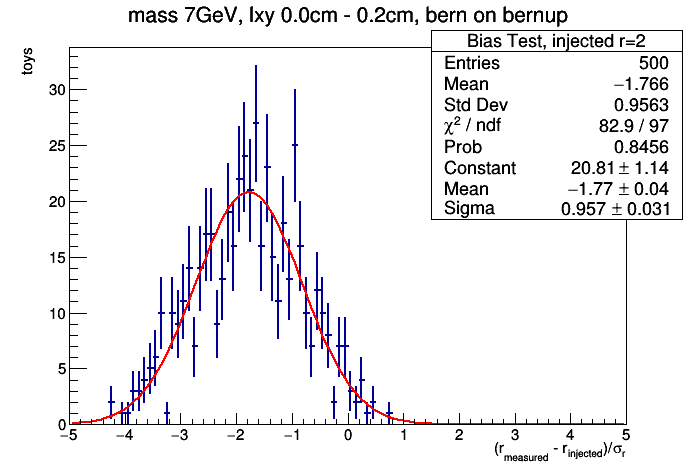 mass 7GeV, lxy 0.0cm - 0.2cm, bern on bernup
toys
Bias Test, injected r=2
Entries 500
Mean −1.766
Std Dev 0.9563
χ² / ndf 82.9 / 97
Prob 0.8456
Constant 20.81 ± 1.14
Mean −1.77 ± 0.04
Sigma 0.957 ± 0.031
30
25
20
15
10
5
0
−5 −4 −3 −2 −1 0 1 2 3 4 5
(r_measured - r_injected)/σ_r